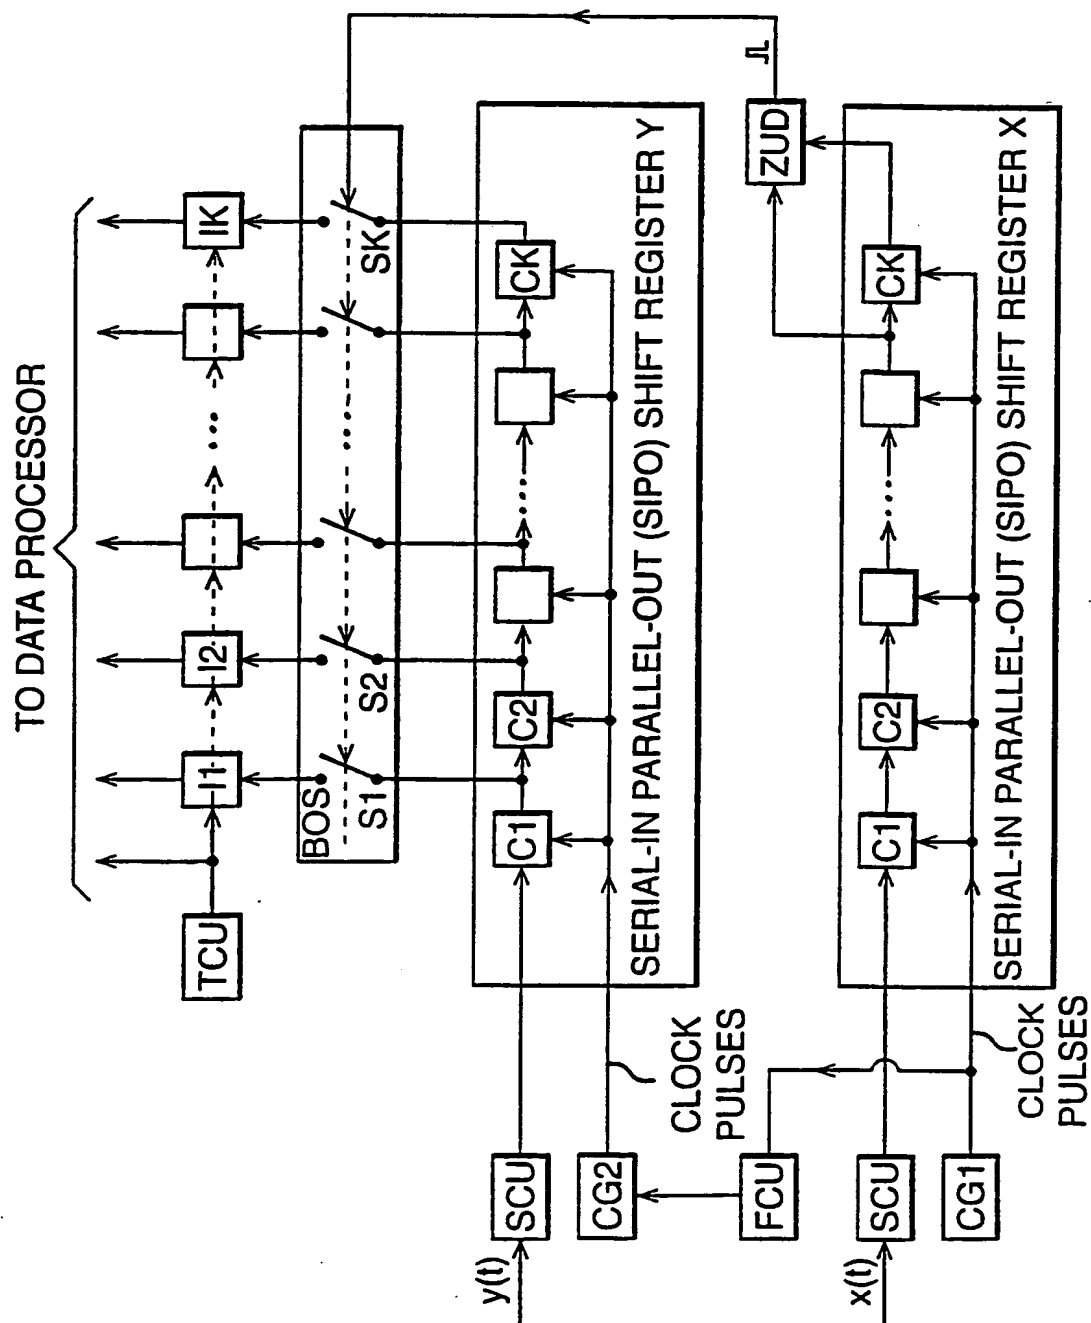 TO DATA PROCESSOR
TCU
I1
I2
...
IK
BOS
S1
S2
...
SK
C1
C2
...
CK
SERIAL-IN PARALLEL-OUT (SIPO) SHIFT REGISTER Y
y(t)
SCU
CG2
CLOCK
PULSES
FCU
ZUD
x(t)
SCU
CG1
CLOCK
PULSES
C1
C2
...
CK
SERIAL-IN PARALLEL-OUT (SIPO) SHIFT REGISTER X